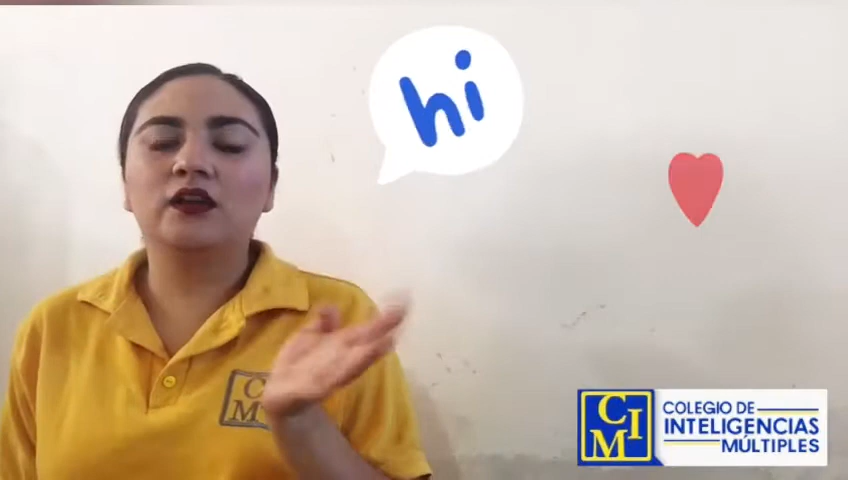 hi
C
M
CIM
COLEGIO DE
INTELIGENCIAS
MÚLTIPLES